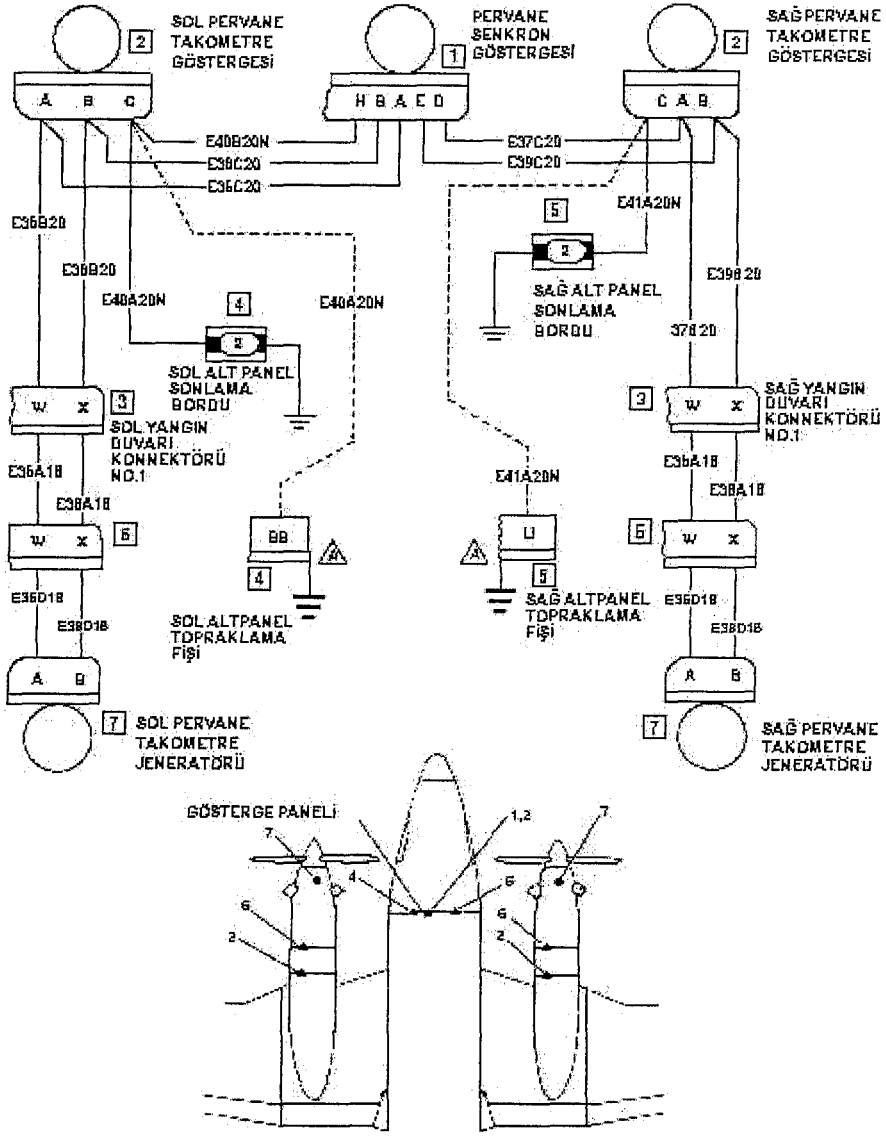 2
SOL PERVANE
TAKOMETRE
GÖSTERGESİ
PERVANE
SENKRON
GÖSTERGESİ
1
SAĞ PERVANE
TAKOMETRE
GÖSTERGESİ
2
A B C
H B A E D
C A B
E40B20N
E38C20
E36C20
E37C20
E39C20
E36B20
E38B20
E40A20N
E40A20N
E41A20N
E39B20
37B20
5
2
SAĞ ALT PANEL
SONLAMA
BORDU
4
2
SOL ALT PANEL
SONLAMA
BORDU
W X
3
SOL YANGIN
DUVARI
KONNEKTÖRÜ
NO.1
3
W X
SAĞ YANGIN
DUVARI
KONNEKTÖRÜ
NO.1
E36A18
E38A18
E41A20N
E36A18
E38A18
W X
6
BB
4
SOL ALTPANEL
TOPRAKLAMA
FİŞİ
A
U
5
SAĞ ALTPANEL
TOPRAKLAMA
FİŞİ
6
W X
E36D18
E38D18
E36D18
E38D18
A B
7
SOL PERVANE
TAKOMETRE
JENERATÖRÜ
A B
7
SAĞ PERVANE
TAKOMETRE
JENERATÖRÜ
GÖSTERGE PANELİ
7
1,2
7
4
6
6
2
6
2